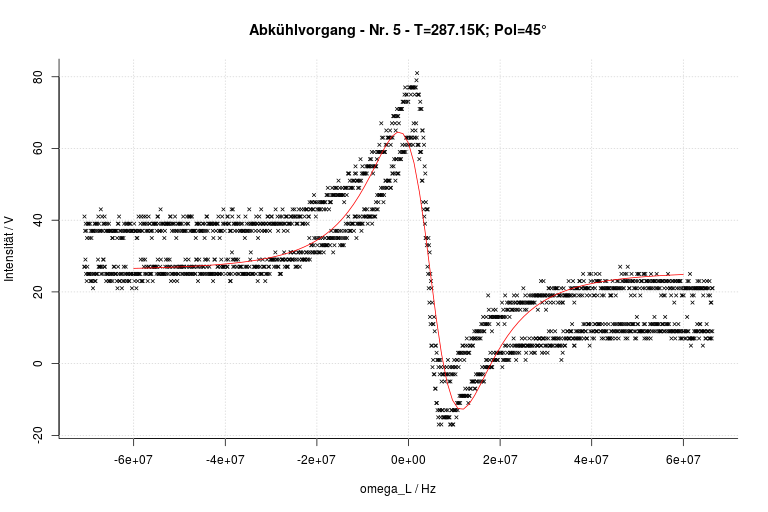 Abkühlvorgang - Nr. 5 - T=287.15K; Pol=45°
Intensität / V
80
60
40
20
0
-20
-6e+07 -4e+07 -2e+07 0e+00 2e+07 4e+07 6e+07
omega_L / Hz